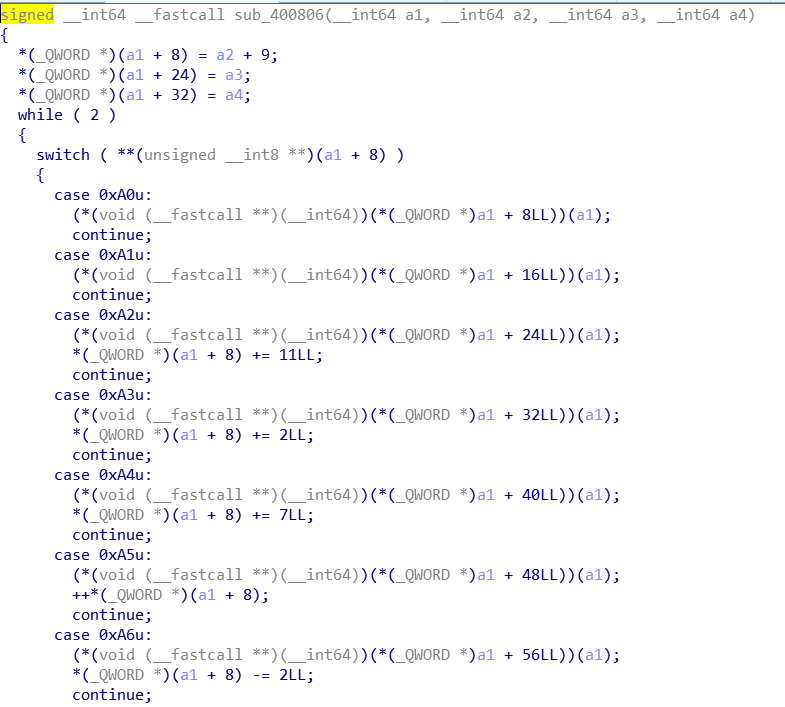 signed __int64 __fastcall sub_400806(__int64 a1, __int64 a2, __int64 a3, __int64 a4)
{
  *(_QWORD *)(a1 + 8) = a2 + 9;
  *(_QWORD *)(a1 + 24) = a3;
  *(_QWORD *)(a1 + 32) = a4;
  while ( 2 )
  {
    switch ( **(unsigned __int8 **)(a1 + 8) )
    {
      case 0xA0u:
        (*(void (__fastcall **)(__int64))(*(_QWORD *)a1 + 8LL))(a1);
        continue;
      case 0xA1u:
        (*(void (__fastcall **)(__int64))(*(_QWORD *)a1 + 16LL))(a1);
        continue;
      case 0xA2u:
        (*(void (__fastcall **)(__int64))(*(_QWORD *)a1 + 24LL))(a1);
        *(_QWORD *)(a1 + 8) += 11LL;
        continue;
      case 0xA3u:
        (*(void (__fastcall **)(__int64))(*(_QWORD *)a1 + 32LL))(a1);
        *(_QWORD *)(a1 + 8) += 2LL;
        continue;
      case 0xA4u:
        (*(void (__fastcall **)(__int64))(*(_QWORD *)a1 + 40LL))(a1);
        *(_QWORD *)(a1 + 8) += 7LL;
        continue;
      case 0xA5u:
        (*(void (__fastcall **)(__int64))(*(_QWORD *)a1 + 48LL))(a1);
        ++*(_QWORD *)(a1 + 8);
        continue;
      case 0xA6u:
        (*(void (__fastcall **)(__int64))(*(_QWORD *)a1 + 56LL))(a1);
        *(_QWORD *)(a1 + 8) -= 2LL;
        continue;